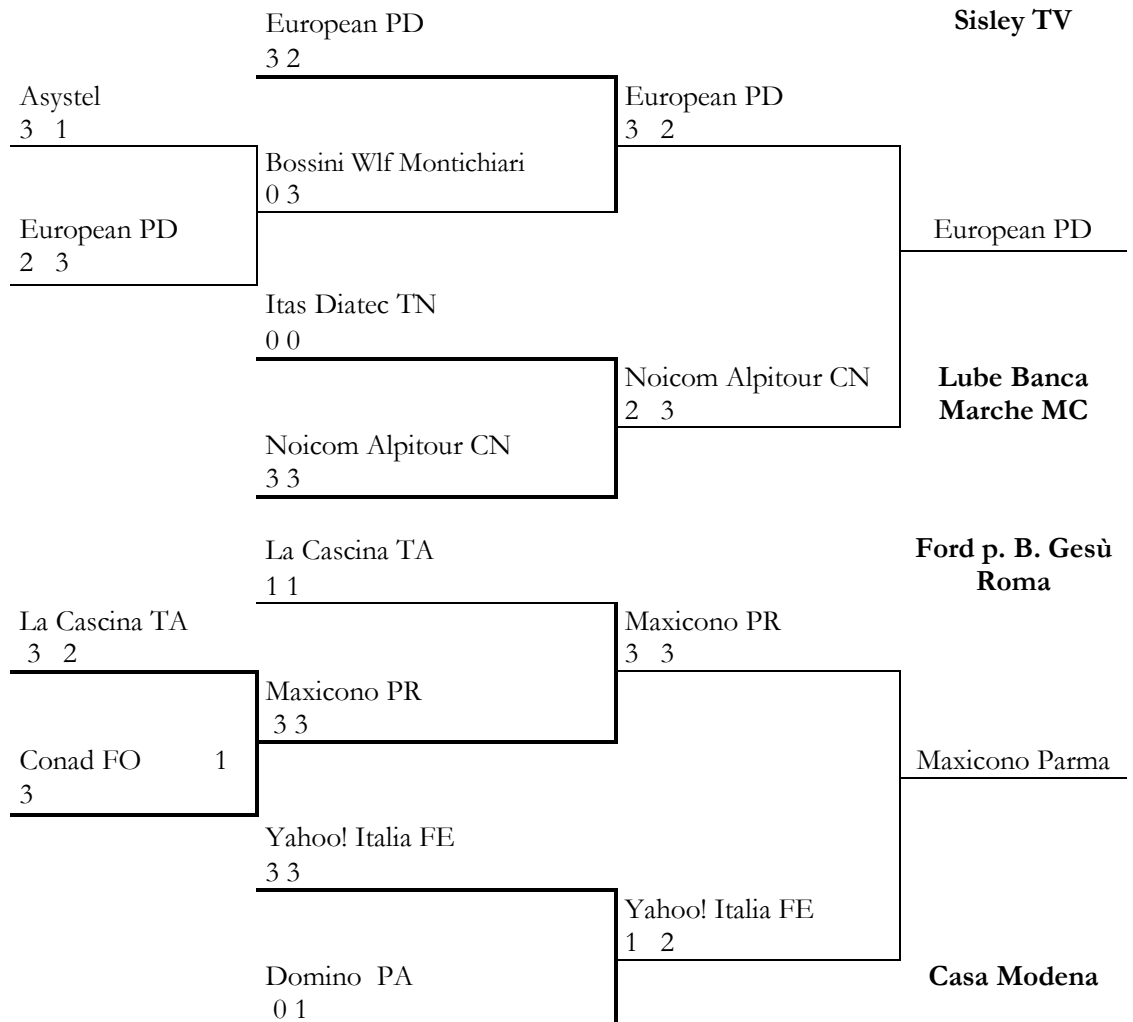 European PD
3 2
Sisley TV
Asystel
3 1
European PD
3 2
Bossini Wlf Montichiari
0 3
European PD
2 3
European PD
Itas Diatec TN
0 0
Noicom Alpitour CN
2 3
Lube Banca
Marche MC
Noicom Alpitour CN
3 3
La Cascina TA
1 1
Ford p. B. Gesù
Roma
La Cascina TA
3 2
Maxicono PR
3 3
Maxicono PR
3 3
Conad FO 1
3
Maxicono Parma
Yahoo! Italia FE
3 3
Yahoo! Italia FE
1 2
Domino PA
0 1
Casa Modena